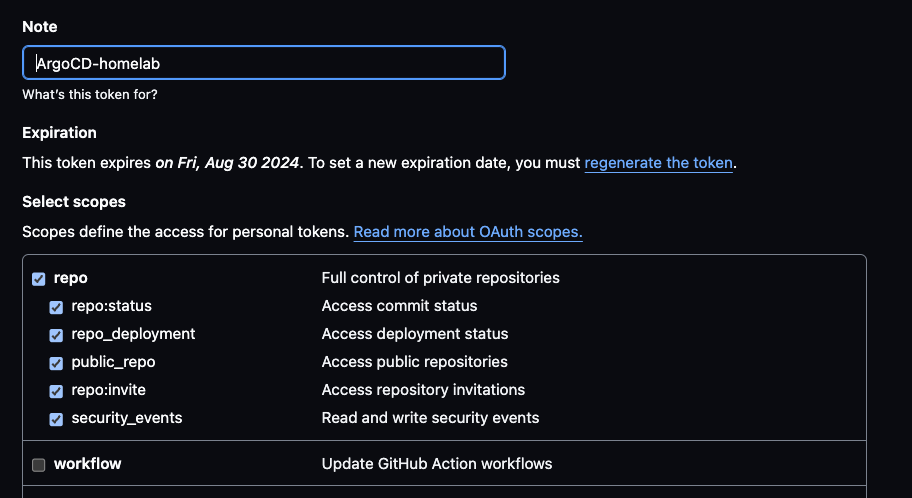 Note
ArgoCD-homelab
What's this token for?
Expiration
This token expires on Fri, Aug 30 2024. To set a new expiration date, you must regenerate the token.
Select scopes
Scopes define the access for personal tokens. Read more about OAuth scopes.
repo Full control of private repositories
repo:status Access commit status
repo_deployment Access deployment status
public_repo Access public repositories
repo:invite Access repository invitations
security_events Read and write security events
workflow Update GitHub Action workflows